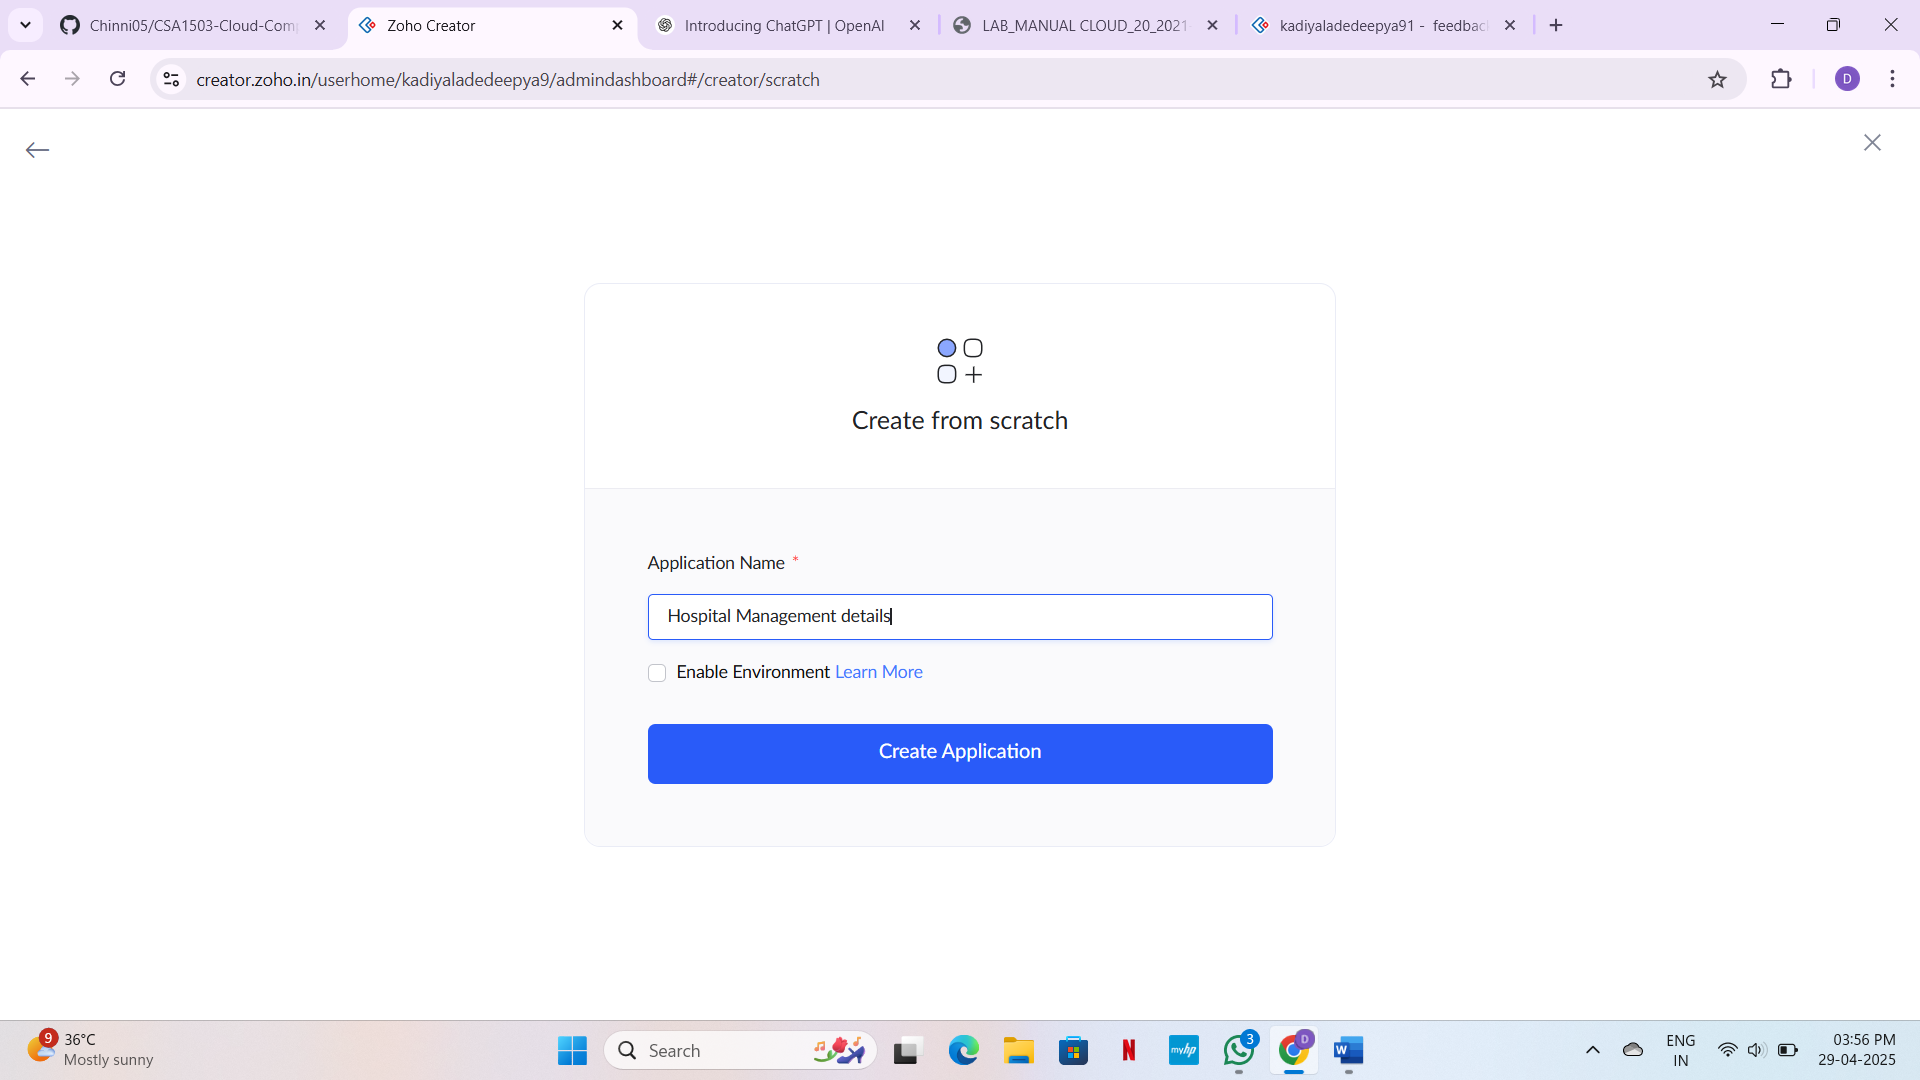 Chinni05/CSA1503-Cloud-Com
Zoho Creator
Introducing ChatGPT | OpenAI
LAB_MANUAL CLOUD_20_2021
kadiyaladedeepya91 - feedbac
creator.zoho.in/userhome/kadiyaladedeepya9/admindashboard#/creator/scratch
D
Create from scratch
Application Name *
Hospital Management details
Enable Environment Learn More
Create Application
9
36°C
Mostly sunny
Search
N
myhp
3
D
W
ENG
IN
03:56 PM
29-04-2025